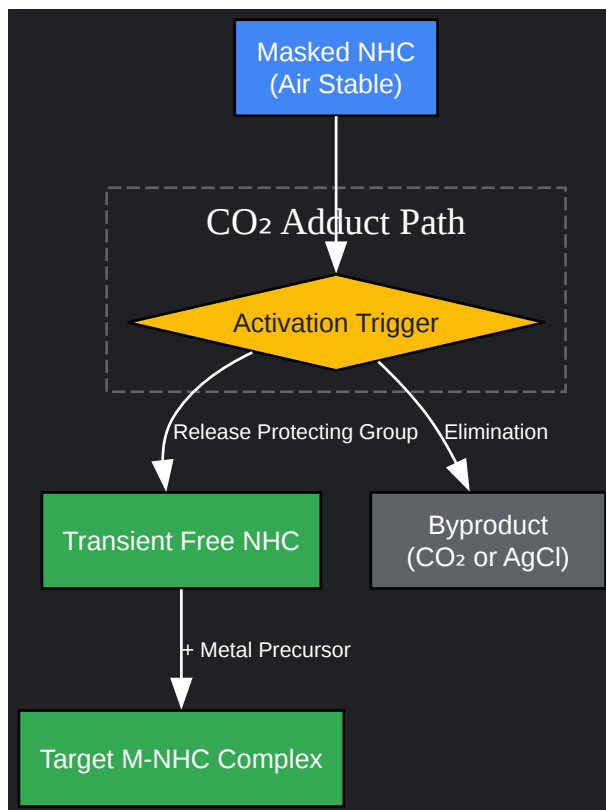 Masked NHC
(Air Stable)
CO₂ Adduct Path
Activation Trigger
Release Protecting Group
Elimination
Transient Free NHC
Byproduct
(CO₂ or AgCl)
+ Metal Precursor
Target M-NHC Complex